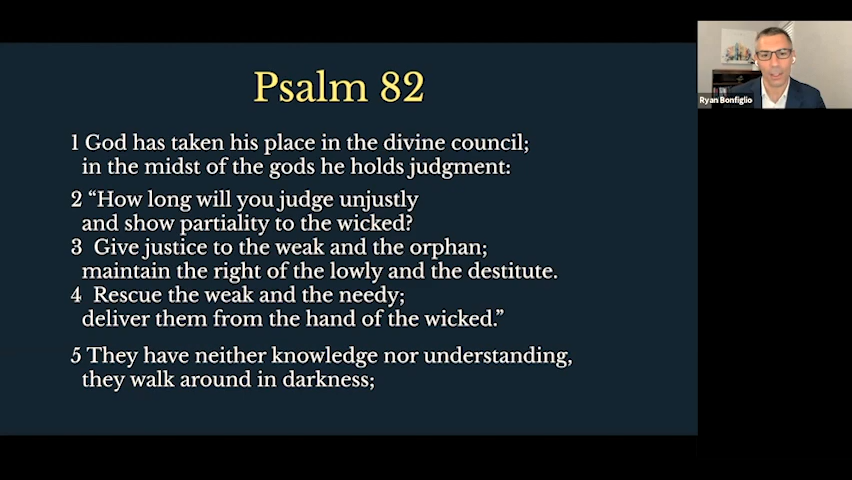 Psalm 82
1 God has taken his place in the divine council;
in the midst of the gods he holds judgment:
2 “How long will you judge unjustly
and show partiality to the wicked?
3 Give justice to the weak and the orphan;
maintain the right of the lowly and the destitute.
4 Rescue the weak and the needy;
deliver them from the hand of the wicked.”
5 They have neither knowledge nor understanding,
they walk around in darkness;
Ryan Bonfiglio